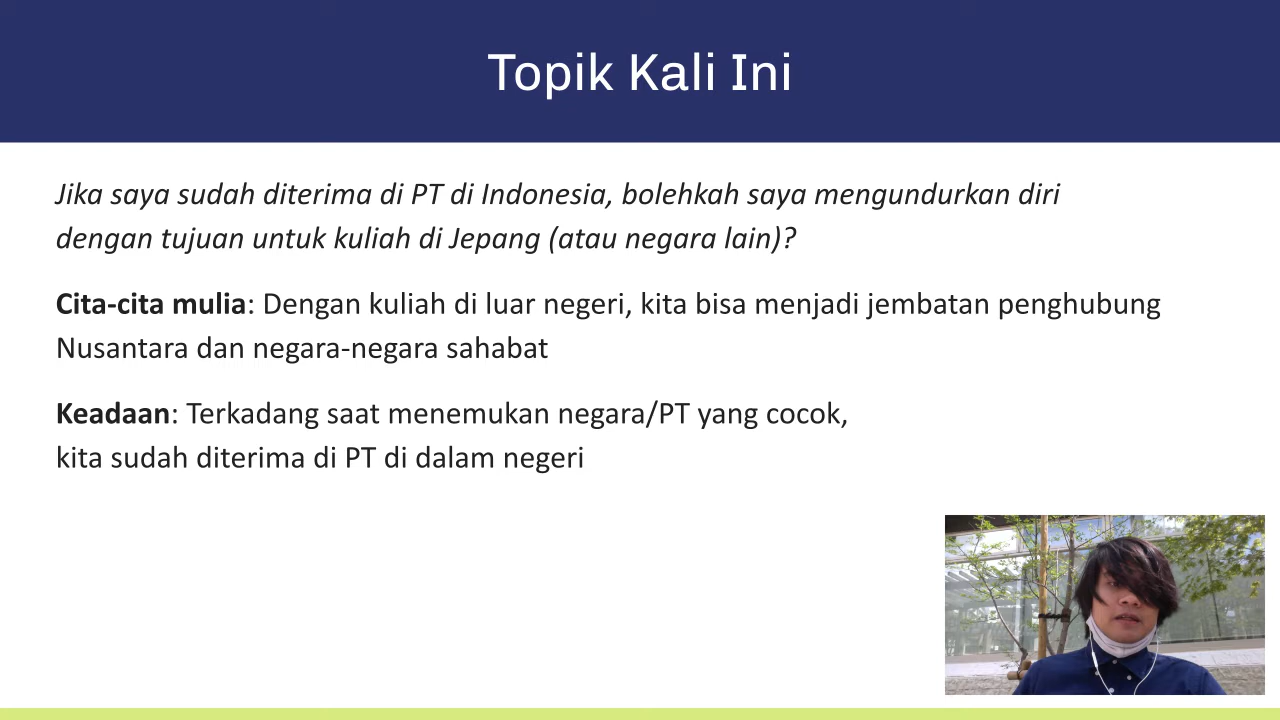 Topik Kali Ini
Jika saya sudah diterima di PT di Indonesia, bolehkah saya mengundurkan diri
dengan tujuan untuk kuliah di Jepang (atau negara lain)?
Cita-cita mulia: Dengan kuliah di luar negeri, kita bisa menjadi jembatan penghubung
Nusantara dan negara-negara sahabat
Keadaan: Terkadang saat menemukan negara/PT yang cocok,
kita sudah diterima di PT di dalam negeri